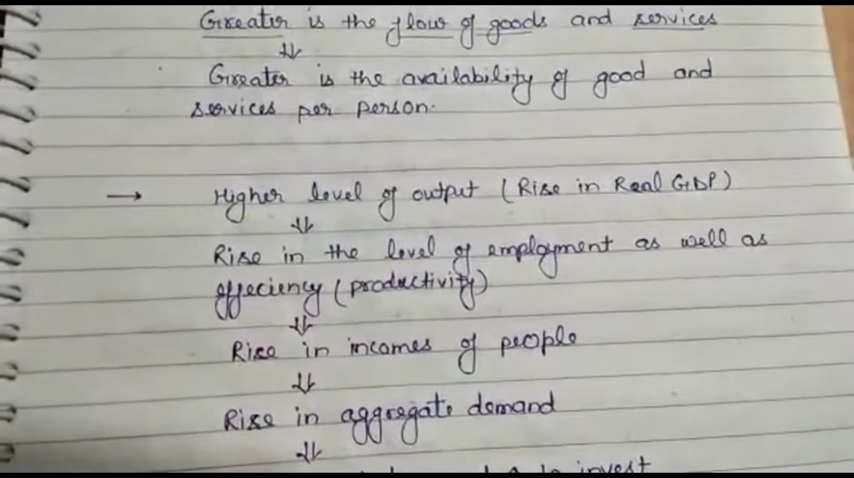 Greater is the flow of goods and services
⇓
Greater is the availability of good and
services per person.
→ Higher level of output (Rise in Real GDP)
⇓
Rise in the level of employment as well as
effeciency (productivity)
⇓
Rise in incomes of people
⇓
Rise in aggregate demand
⇓
to invest